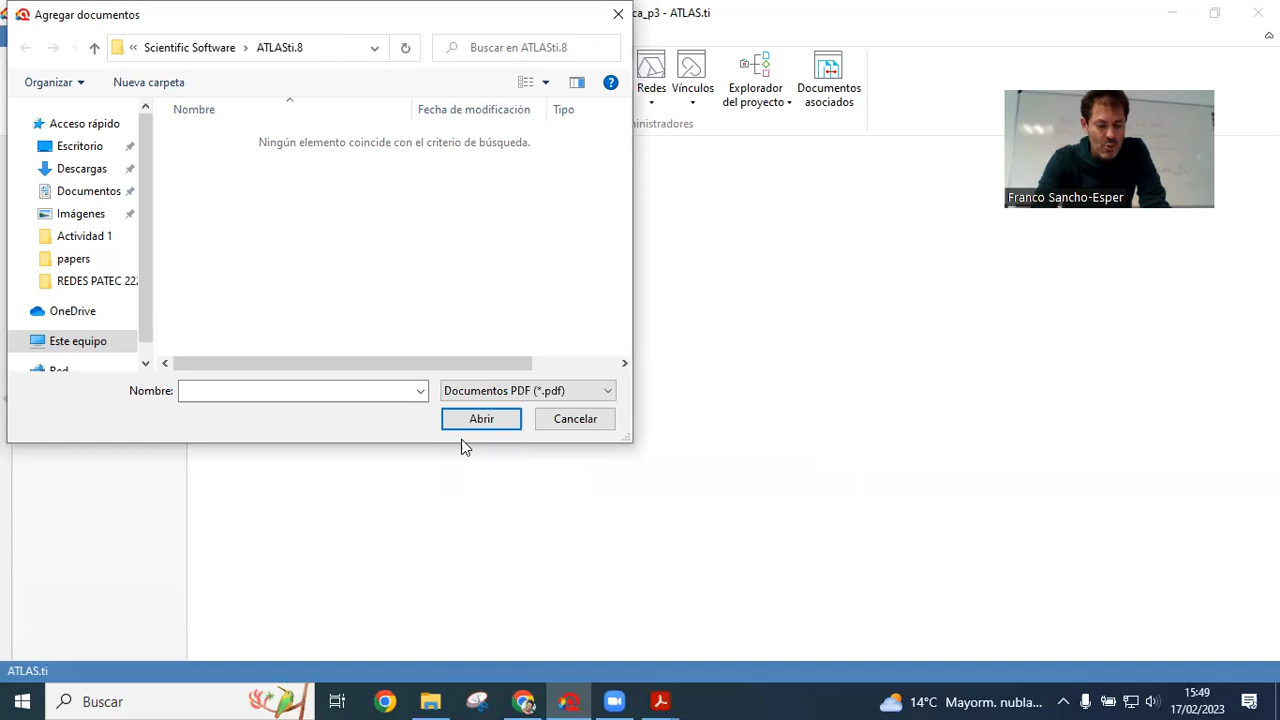 Agregar documentos
ca_p3 - ATLAS.ti
« Scientific Software › ATLASti.8
Buscar en ATLASti.8
Organizar
Nueva carpeta
Redes
Vínculos
Explorador del proyecto
Documentos asociados
ministradores
Nombre
Fecha de modificación
Tipo
Ningún elemento coincide con el criterio de búsqueda.
Acceso rápido
Escritorio
Descargas
Documentos
Imágenes
Actividad 1
papers
REDES PATEC 222
OneDrive
Este equipo
Red
Franco Sancho-Esper
Nombre:
Documentos PDF (*.pdf)
Abrir
Cancelar
ATLAS.ti
Buscar
14°C Mayorm. nubla...
15:49
17/02/2023